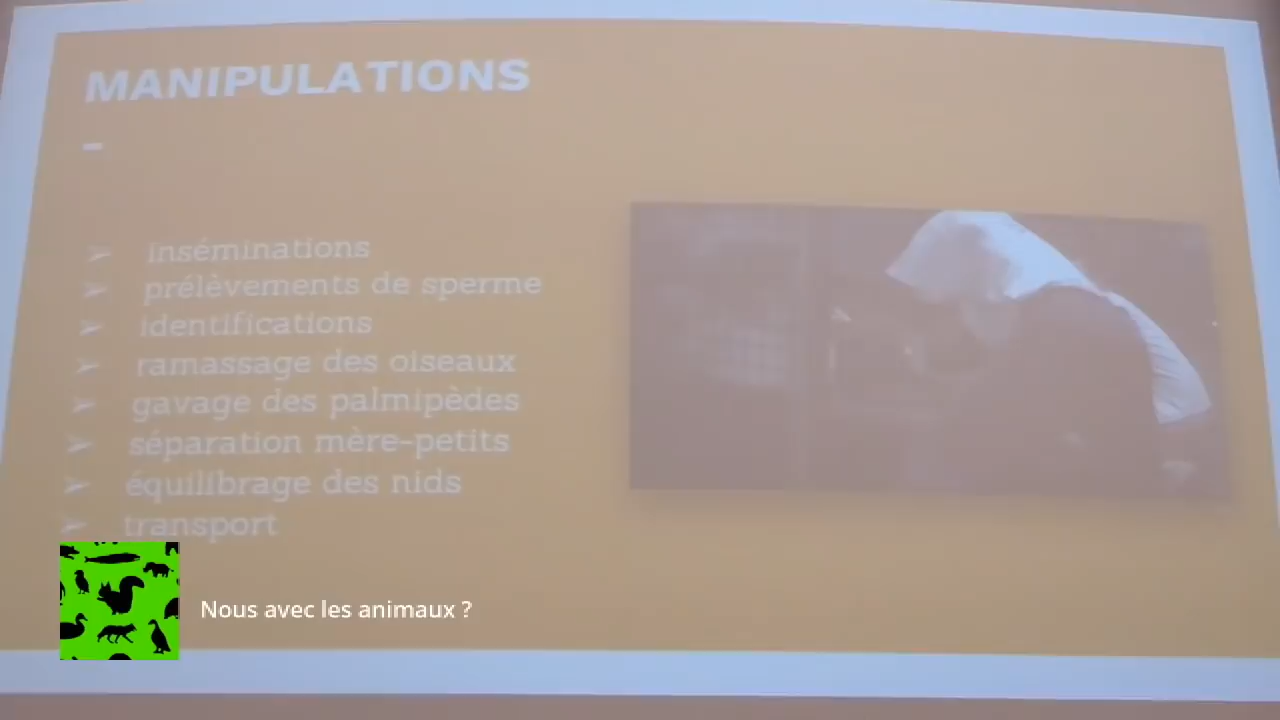 MANIPULATIONS
–
➢ inséminations
➢ prélèvements de sperme
➢ identifications
➢ ramassage des oiseaux
➢ gavage des palmipèdes
➢ séparation mère-petits
➢ équilibrage des nids
➢ transport
Nous avec les animaux ?